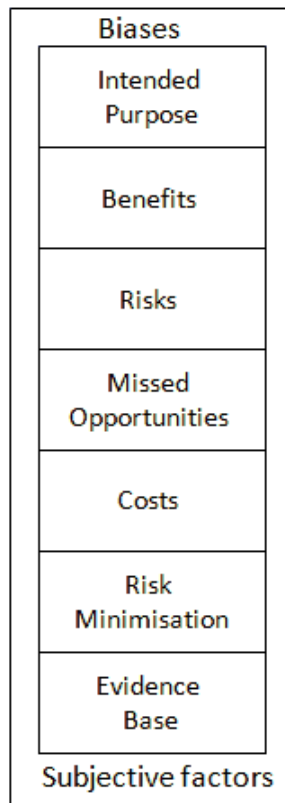 Biases
Intended
Purpose
Benefits
Risks
Missed
Opportunities
Costs
Risk
Minimisation
Evidence
Base
Subjective factors